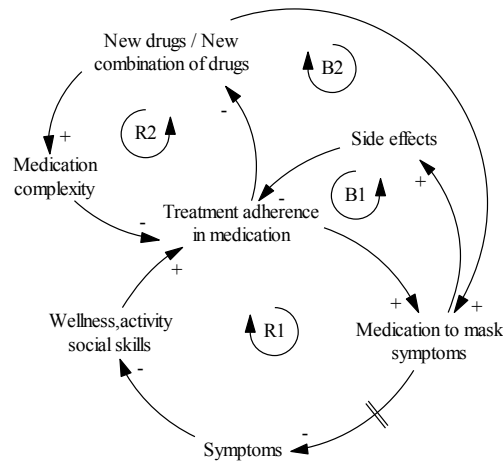 New drugs / New
combination of drugs
B2
-
R2
Side effects
+
Medication
complexity
-
+
B1
-
Treatment adherence
in medication
+
+
+
Wellness,activity
social skills
R1
Medication to mask
symptoms
-
-
Symptoms